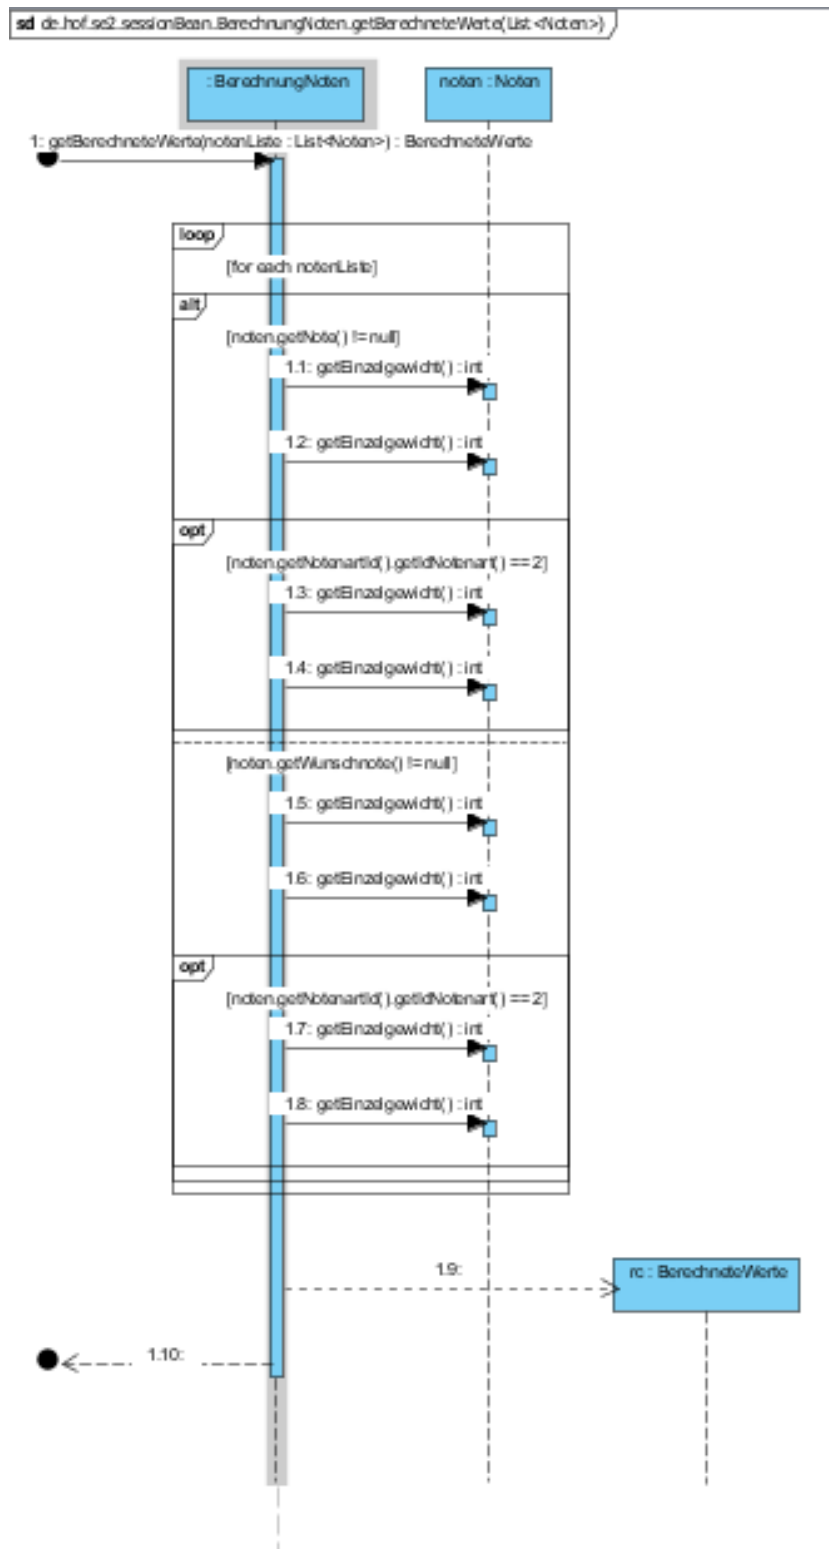 sd de.hof.se2.sessionBean.BerechnungNoten.getBerechneteWerte(List<Noten>)
: BerechnungNoten
noten : Noten
1: getBerechneteWerte(notenListe : List<Noten>) : BerechneteWerte
loop
[for each notenListe]
alt
[noten.getNote() != null]
1.1: getEinzelgewicht() : int
1.2: getEinzelgewicht() : int
opt
[noten.getNotenartId().getIdNotenart() == 2]
1.3: getEinzelgewicht() : int
1.4: getEinzelgewicht() : int
[noten.getWunschnote() != null]
1.5: getEinzelgewicht() : int
1.6: getEinzelgewicht() : int
opt
[noten.getNotenartId().getIdNotenart() == 2]
1.7: getEinzelgewicht() : int
1.8: getEinzelgewicht() : int
1.9:
rc : BerechneteWerte
1.10: